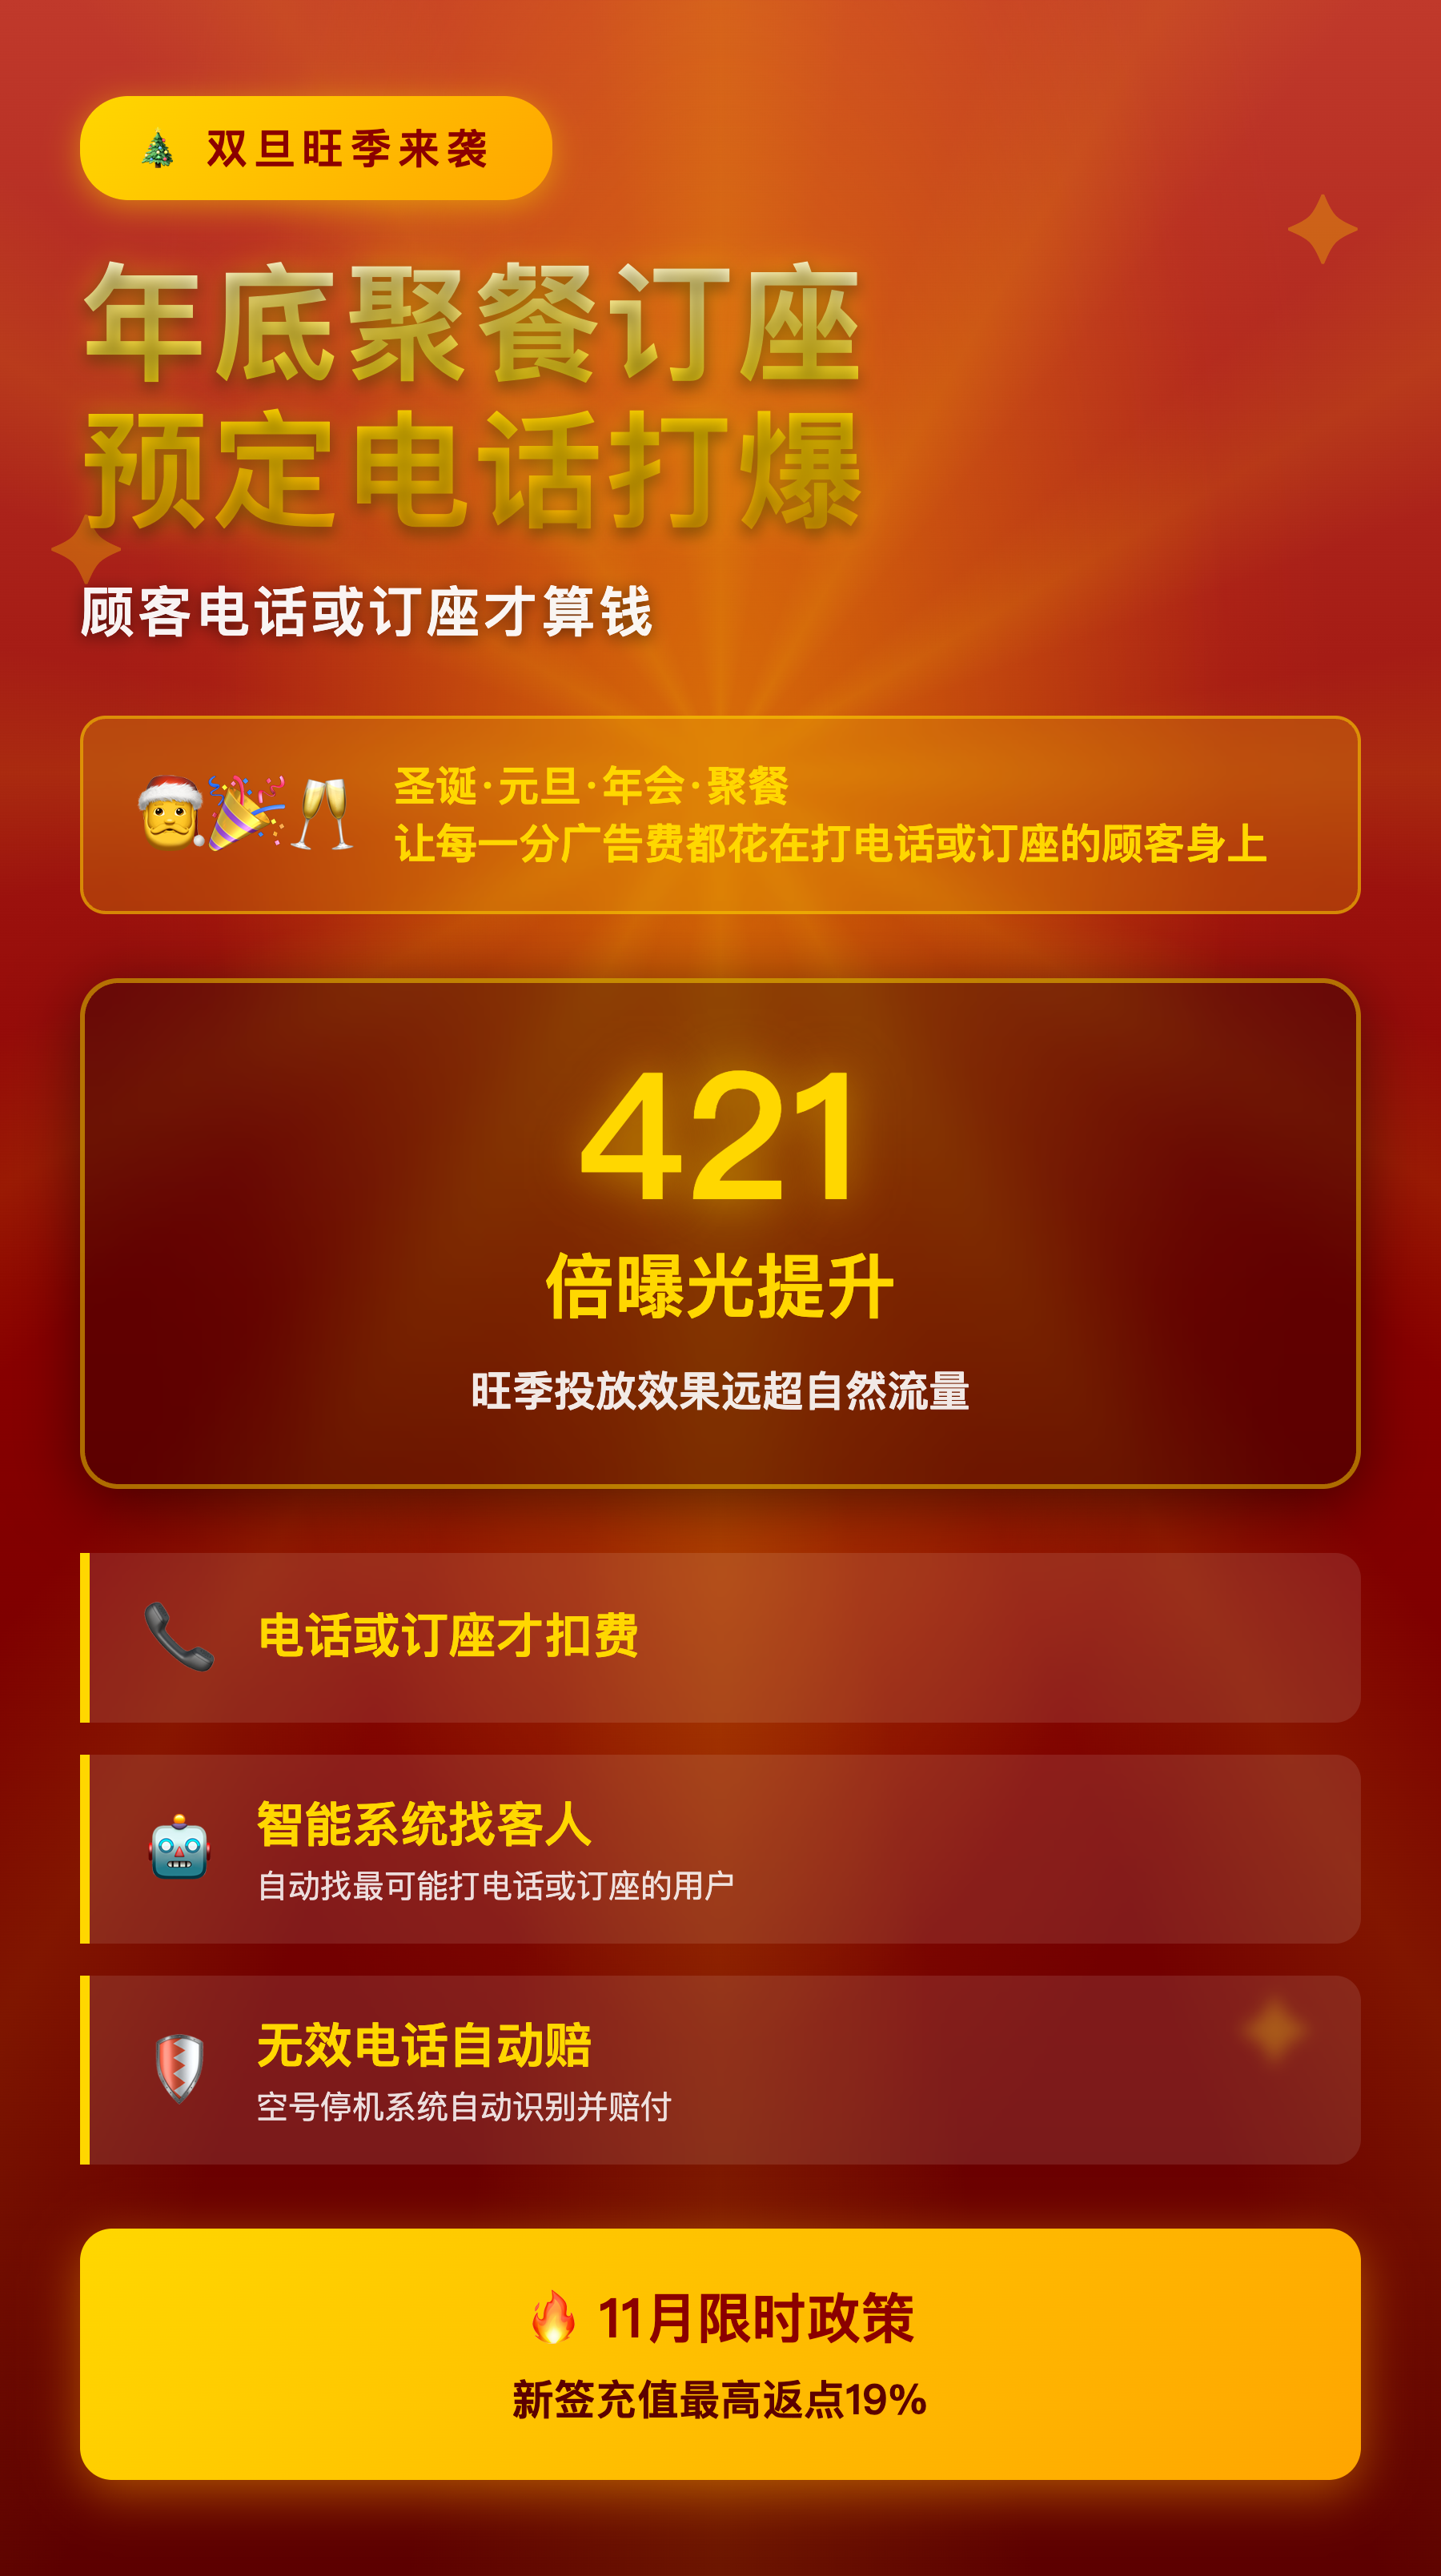 双旦旺季来袭
年底聚餐订座
预定电话打爆
顾客电话或订座才算钱
圣诞·元旦·年会·聚餐
让每一分广告费都花在打电话或订座的顾客身上
421
倍曝光提升
旺季投放效果远超自然流量
电话或订座才扣费
智能系统找客人
自动找最可能打电话或订座的用户
无效电话自动赔
空号停机系统自动识别并赔付
11月限时政策
新签充值最高返点19%